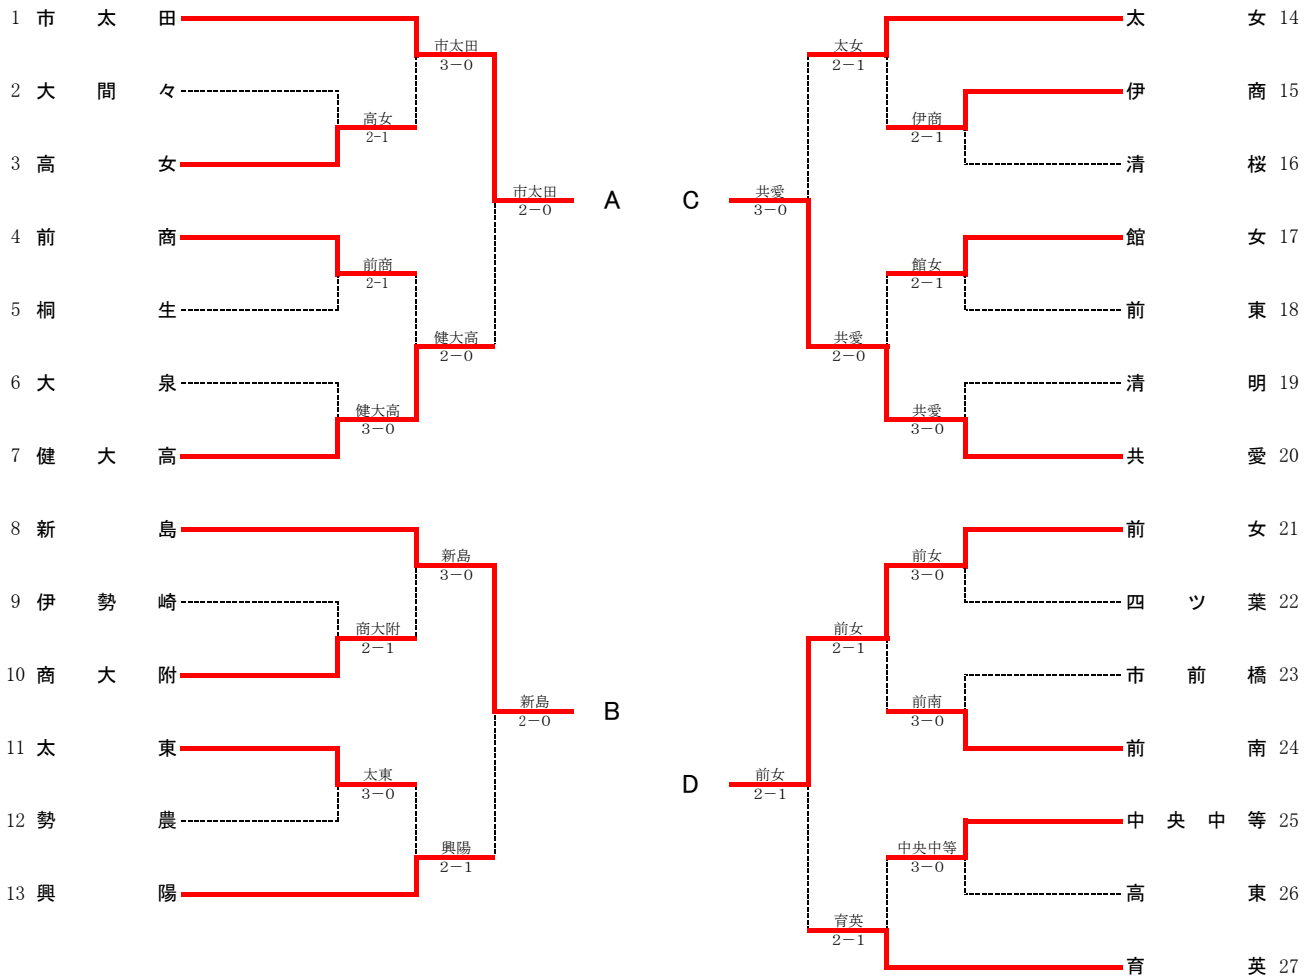 1 市太田
市太田
3−0
2 大間々
高女
2-1
3 高女
市太田
2−0
A
4 前商
前商
2-1
5 桐生
健大高
2−0
6 大泉
健大高
3−0
7 健大高
8 新島
新島
3−0
9 伊勢崎
商大附
2−1
10 商大附
新島
2−0
B
11 太東
太東
3−0
12 勢農
興陽
2−1
13 興陽
太女 14
太女
2−1
伊商 15
伊商
2−1
清桜 16
C
共愛
3−0
館女 17
館女
2−1
前東 18
共愛
2−0
清明 19
共愛
3−0
共愛 20
前女 21
前女
3−0
四ツ葉 22
前女
2−1
市前橋 23
前南
3−0
前南 24
D
前女
2−1
中央中等 25
中央中等
3−0
高東 26
育英
2−1
育英 27